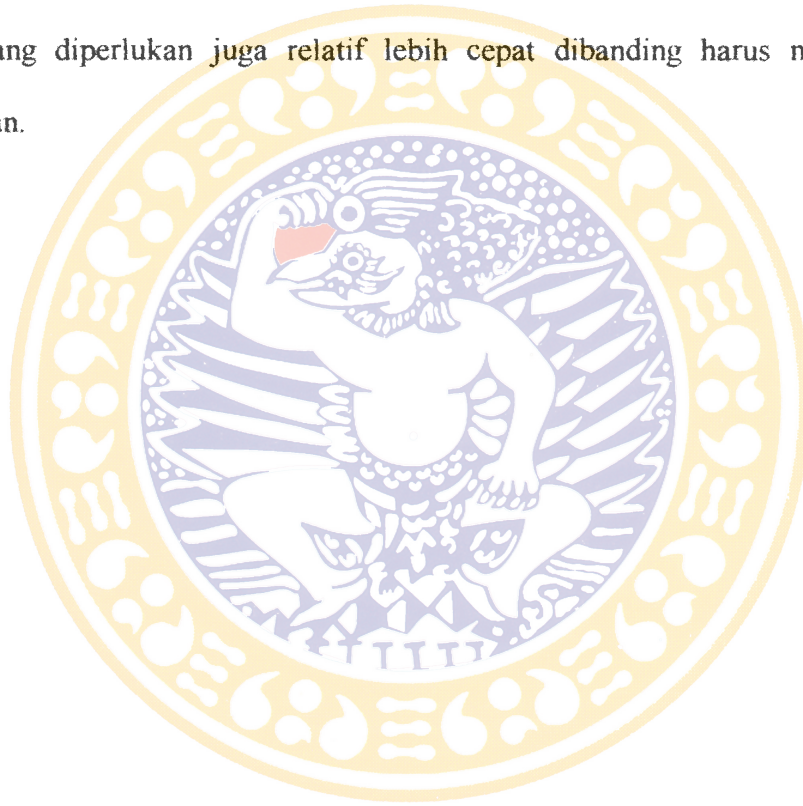 ang diperlukan juga relatif lebih cepat dibanding harus n
an.